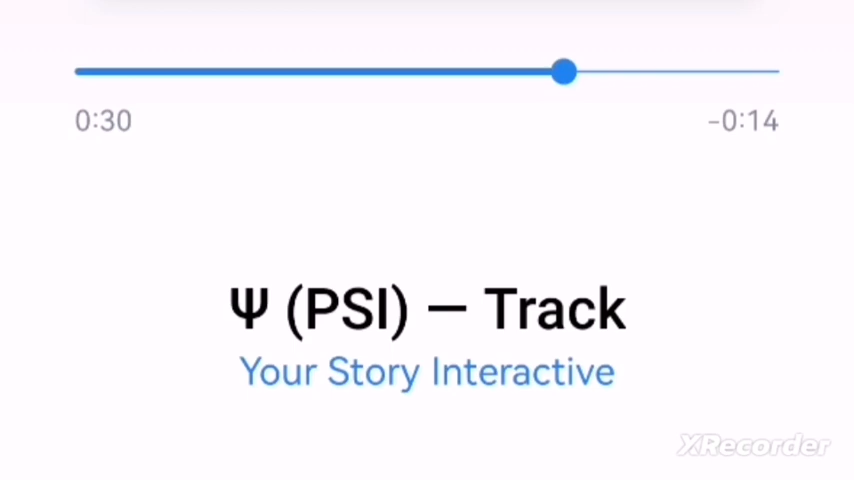 0:30
-0:14
Ψ (PSI) — Track
Your Story Interactive
XRecorder